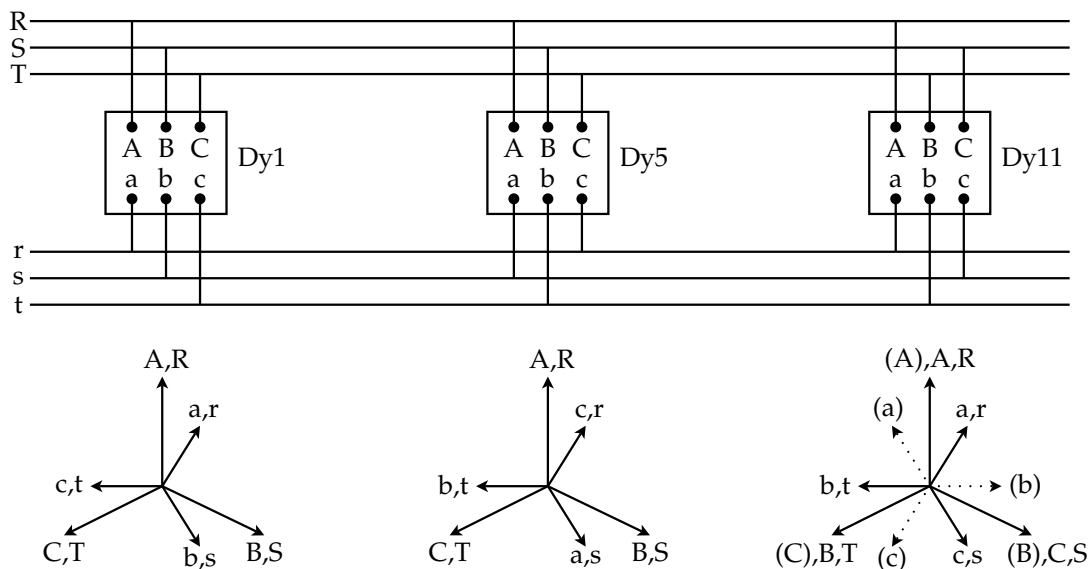 R
S
T
A B C
a b c
Dy1
A B C
a b c
Dy5
A B C
a b c
Dy11
r
s
t
A,R
a,r
c,t
C,T
b,s
B,S
A,R
c,r
b,t
C,T
a,s
B,S
(A),A,R
(a)
a,r
b,t
(b)
(C),B,T
(c)
c,s
(B),C,S